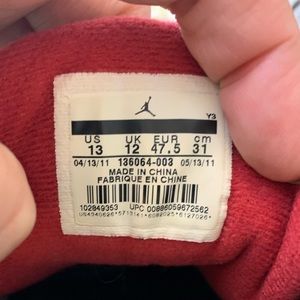 Y3
US UK EUR cm
13 12 47.5 31
04/13/11 136064-003 05/13/11
MADE IN CHINA
FABRIQUE EN CHINE
102849353 UPC 00886059672562